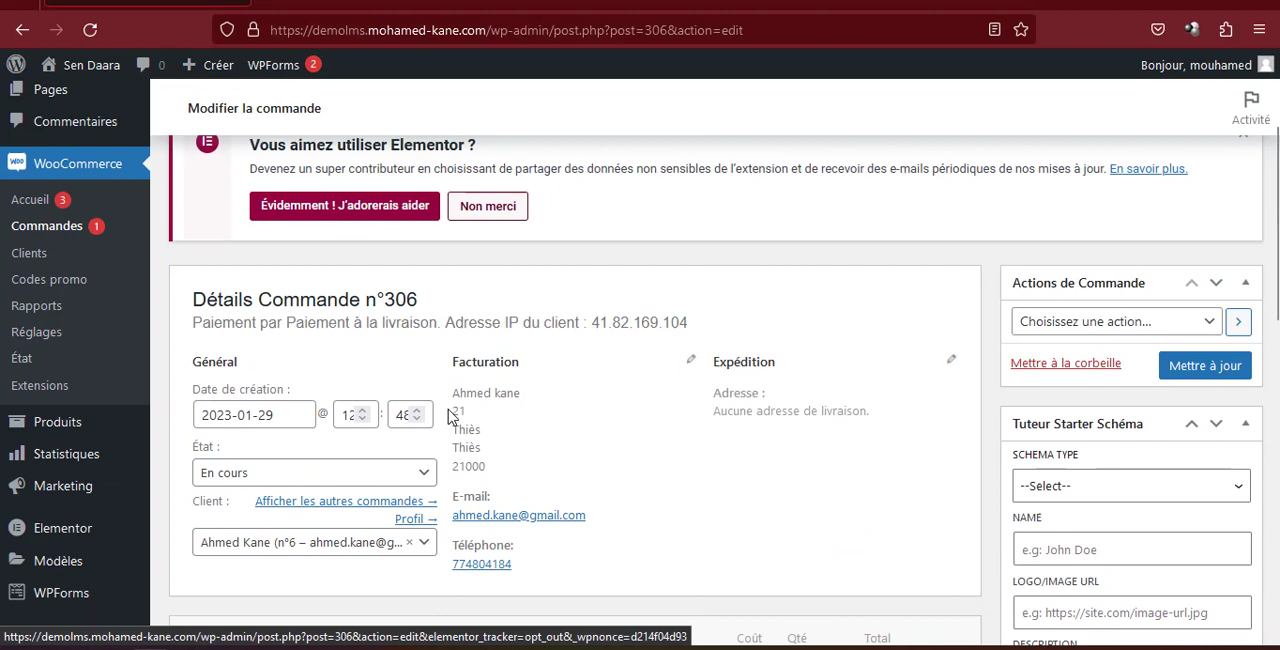 https://demolms.mohamed-kane.com/wp-admin/post.php?post=306&action=edit
Sen Daara
0
Créer
WPForms 2
Bonjour, mouhamed
Pages
Commentaires
WooCommerce
Accueil 3
Commandes 1
Clients
Codes promo
Rapports
Réglages
État
Extensions
Produits
Statistiques
Marketing
Elementor
Modèles
WPForms
Modifier la commande
Activité
Vous aimez utiliser Elementor ?
Devenez un super contributeur en choisissant de partager des données non sensibles de l'extension et de recevoir des e-mails périodiques de nos mises à jour. En savoir plus.
Évidemment ! J'adorerais aider
Non merci
Détails Commande n°306
Paiement par Paiement à la livraison. Adresse IP du client : 41.82.169.104
Général
Date de création :
2023-01-29 @ 12 : 48
État :
En cours
Client : Afficher les autres commandes →
Profil →
Ahmed Kane (n°6 – ahmed.kane@g... ×
Facturation
Ahmed kane
21
Thiès
Thiès
21000
E-mail:
ahmed.kane@gmail.com
Téléphone:
774804184
Expédition
Adresse :
Aucune adresse de livraison.
Coût Qté Total
Actions de Commande
Choisissez une action...
Mettre à la corbeille
Mettre à jour
Tuteur Starter Schéma
SCHEMA TYPE
--Select--
NAME
e.g: John Doe
LOGO/IMAGE URL
e.g: https://site.com/image-url.jpg
DESCRIPTION
https://demolms.mohamed-kane.com/wp-admin/post.php?post=306&action=edit&elementor_tracker=opt_out&_wpnonce=d214f04d93